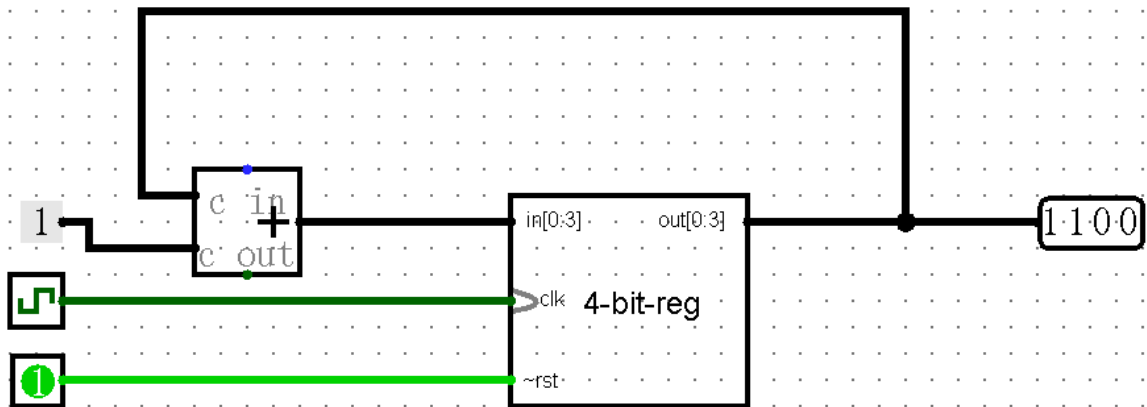 c in
+
1
in[0:3]
out[0:3]
1100
c out
clk
4-bit-reg
1
~rst